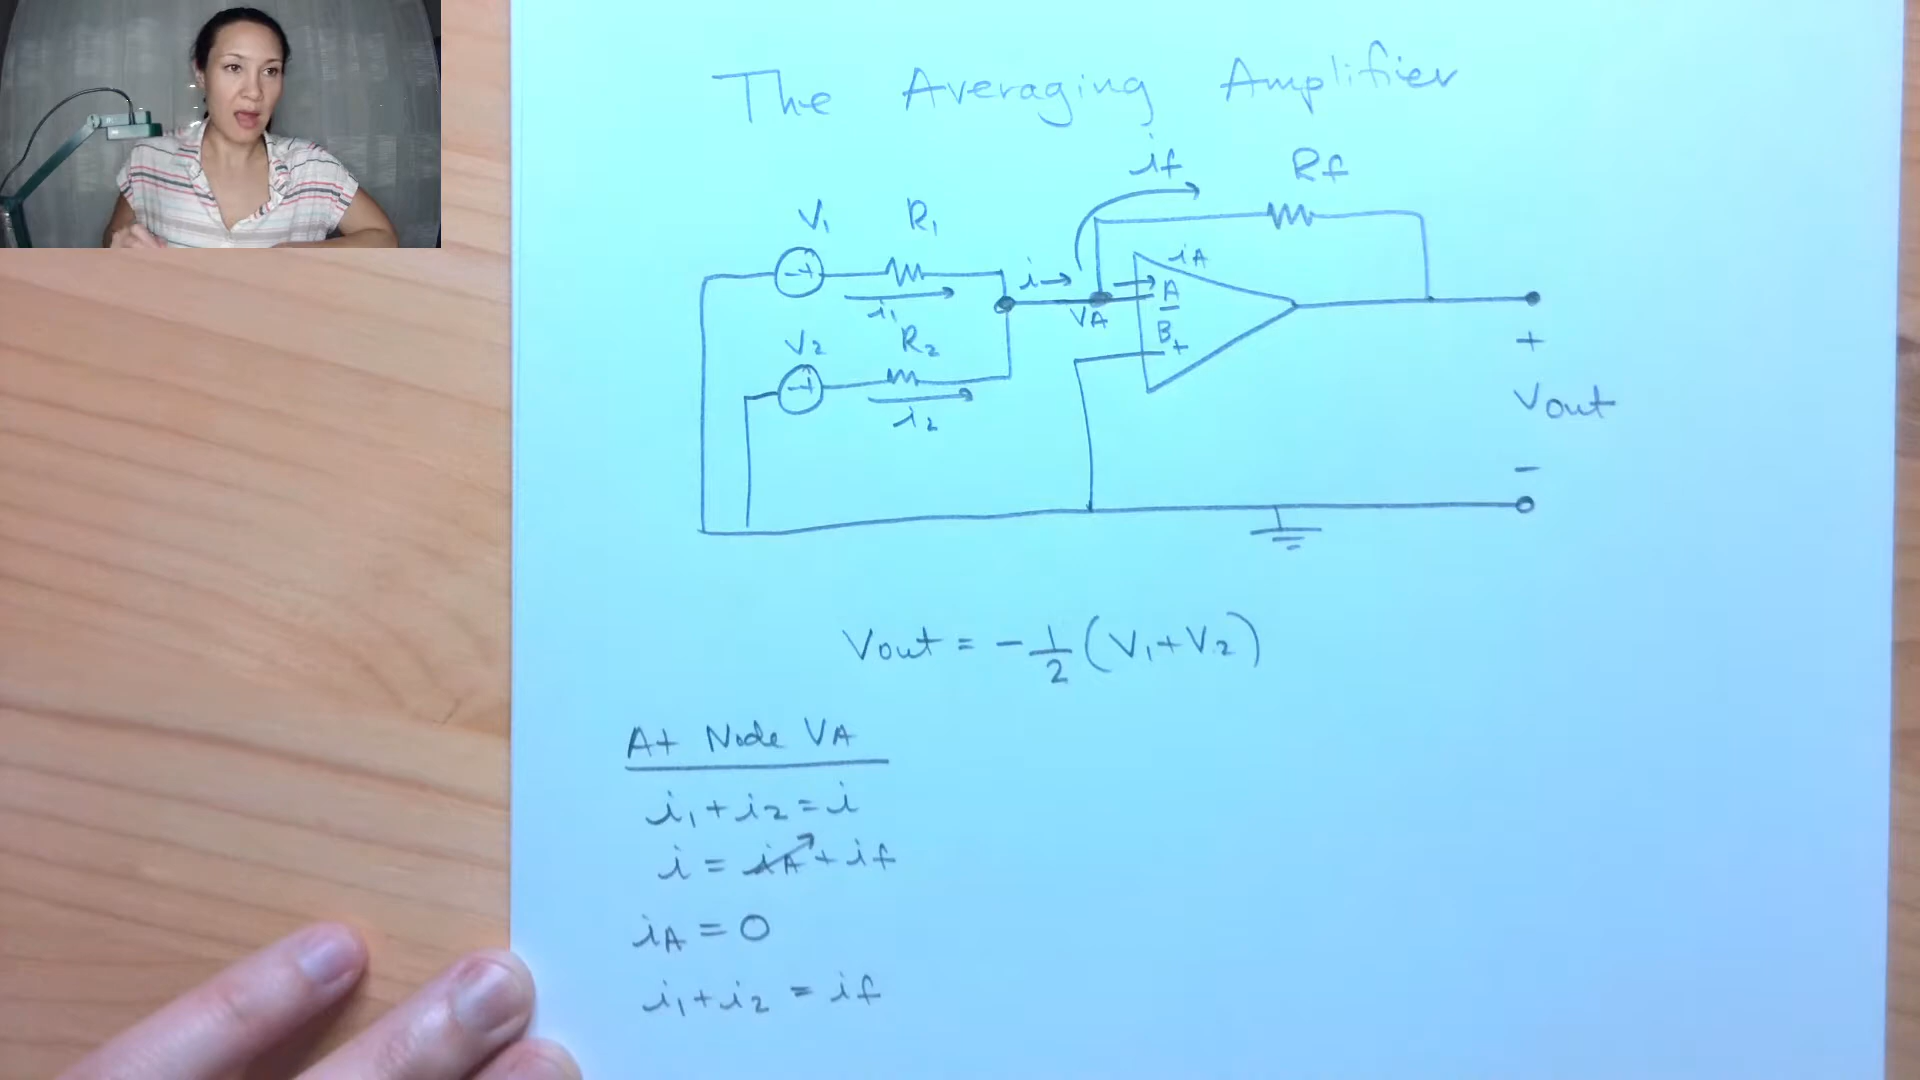 The Averaging Amplifier
if
Rf
V1
R1
i
iA
i1
VA
A
−
V2
R2
B
+
i2
+
Vout
−
Vout = -1/2 (V1+V2)
At Node VA
i1+i2=i
i = iA+if
iA = 0
i1+i2 = if